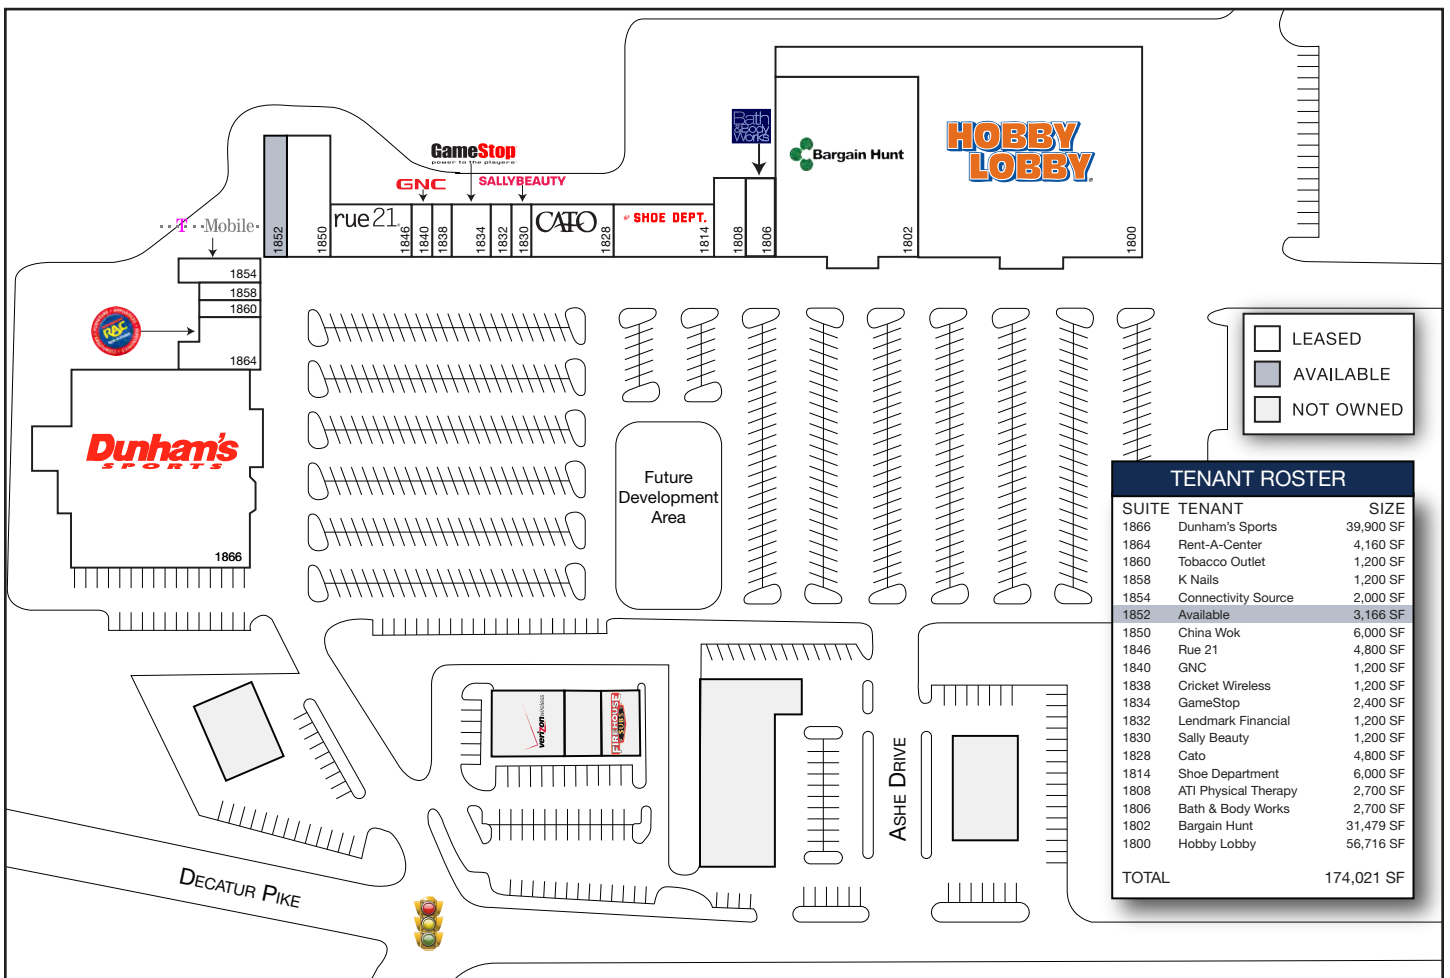 Bath
& Body
Works
HOBBY
LOBBY
Bargain Hunt
GameStop
power to the players
GNC
SALLYBEAUTY
T··Mobile
rue21
CATO
SHOE DEPT.
1852
1850
1846
1840
1838
1834
1832
1830
1828
1814
1808
1806
1802
1800
1854
1858
1860
1864
RAC
Dunham's
SPORTS
1866
Future
Development
Area
LEASED
AVAILABLE
NOT OWNED
TENANT ROSTER
SUITE TENANT SIZE
1866 Dunham's Sports 39,900 SF
1864 Rent-A-Center 4,160 SF
1860 Tobacco Outlet 1,200 SF
1858 K Nails 1,200 SF
1854 Connectivity Source 2,000 SF
1852 Available 3,166 SF
1850 China Wok 6,000 SF
1846 Rue 21 4,800 SF
1840 GNC 1,200 SF
1838 Cricket Wireless 1,200 SF
1834 GameStop 2,400 SF
1832 Lendmark Financial 1,200 SF
1830 Sally Beauty 1,200 SF
1828 Cato 4,800 SF
1814 Shoe Department 6,000 SF
1808 ATI Physical Therapy 2,700 SF
1806 Bath & Body Works 2,700 SF
1802 Bargain Hunt 31,479 SF
1800 Hobby Lobby 56,716 SF
TOTAL 174,021 SF
verizonwireless
FIREHOUSE
SUBS
ASHE DRIVE
DECATUR PIKE